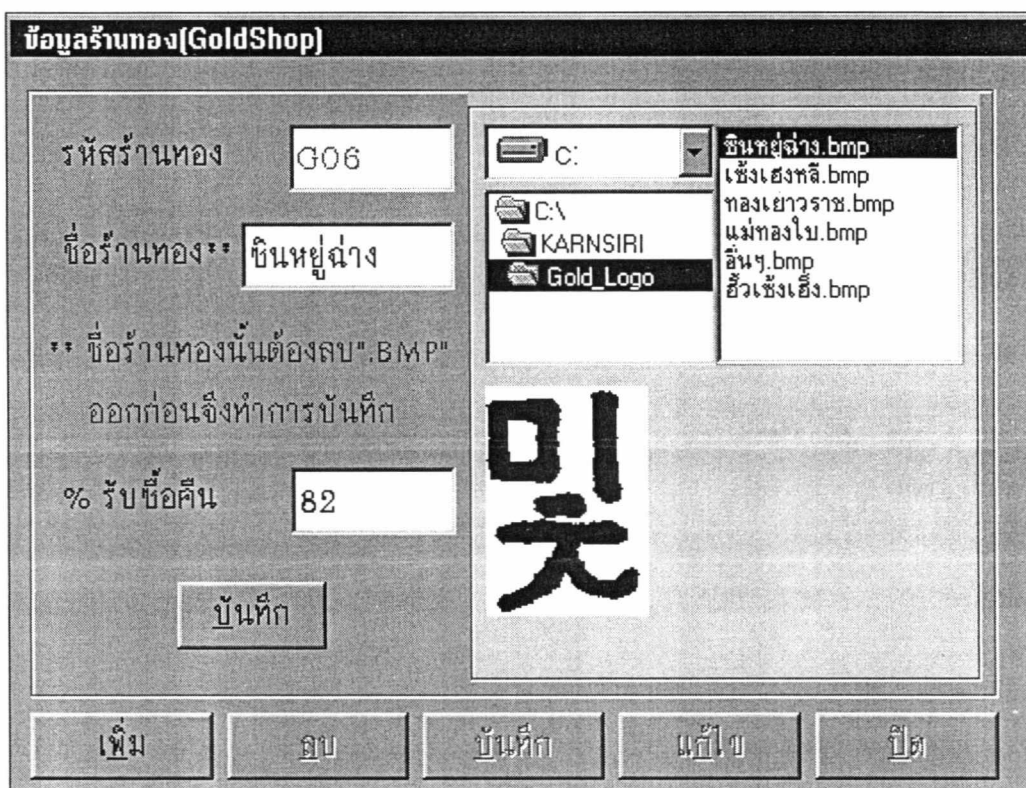 ข้อมูลร้านทอง(GoldShop)
รหัสร้านทอง
G06
ชื่อร้านทอง**
ชินหยู่ฉ่าง
** ชื่อร้านทองนั้นต้องลบ".BMP"
ออกก่อนจึงทำการบันทึก
% รับซื้อคืน
82
บันทึก
C:
C:\
KARNSIRI
Gold_Logo
ชินหยู่ฉ่าง.bmp
เซ้งเฮงหลี.bmp
ทองเยาวราช.bmp
แม่ทองใบ.bmp
อื่นๆ.bmp
ฮั้วเซ้งเฮึ้ง.bmp
믳
เพิ่ม
ลบ
บันทึก
แก้ไข
ปิด